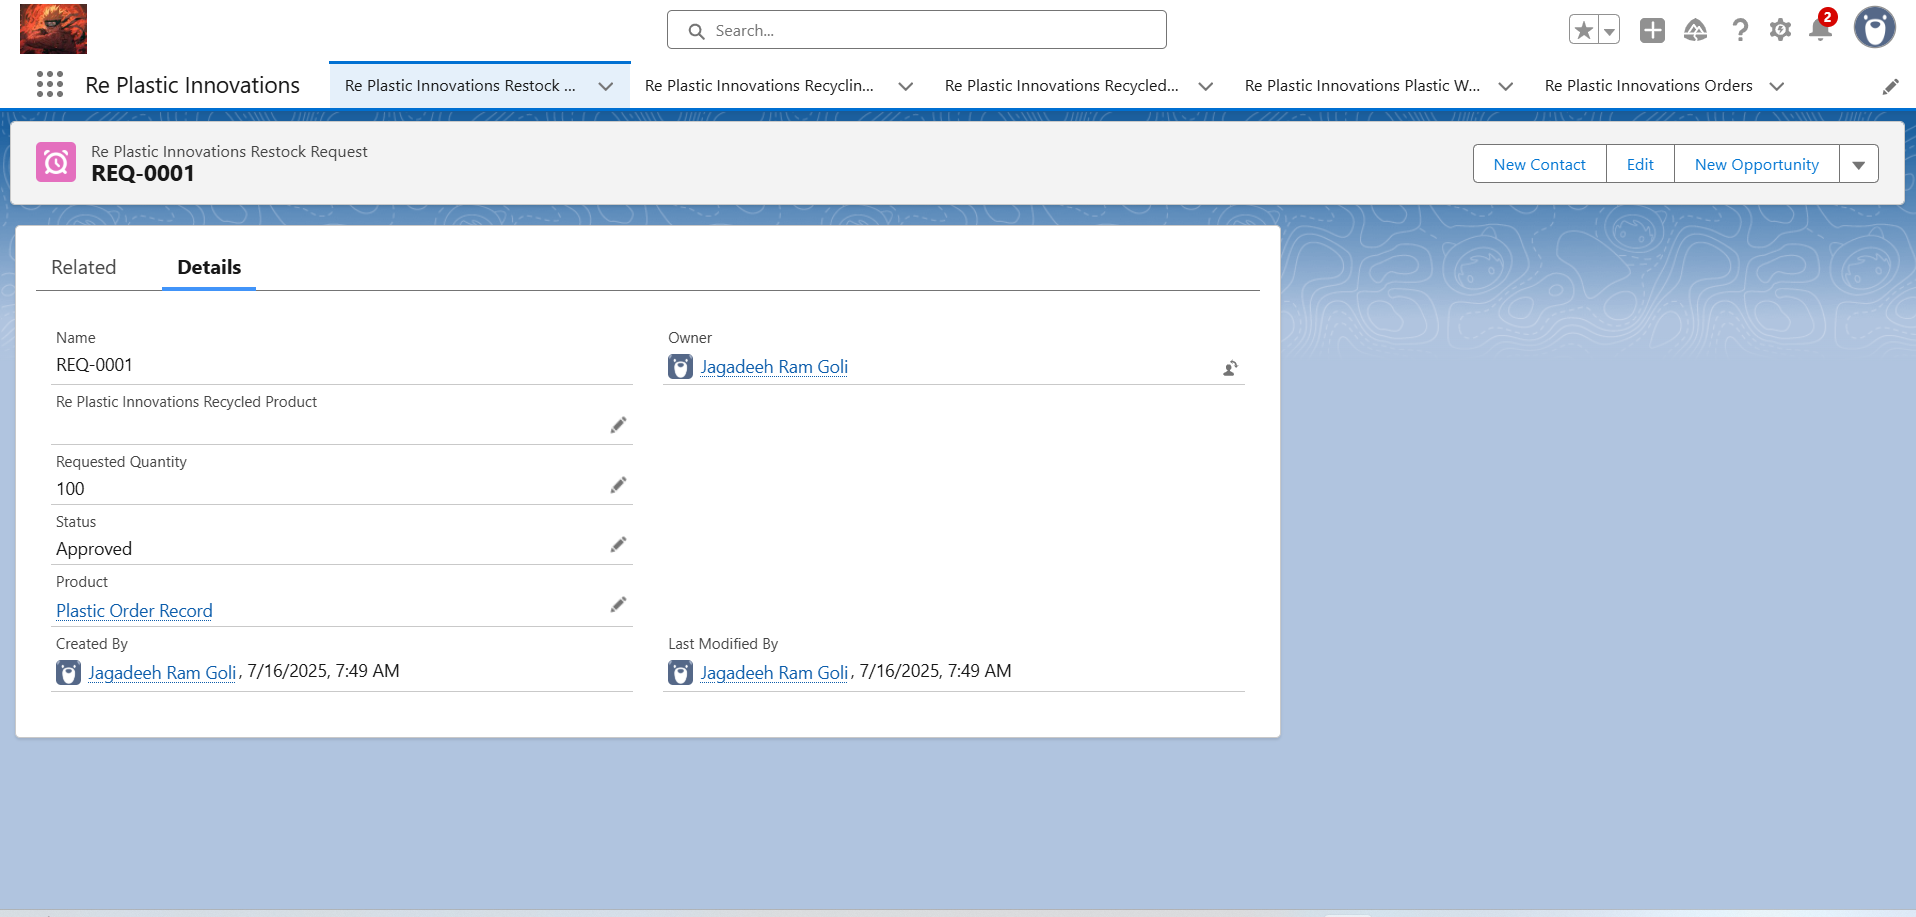 Search...
2
Re Plastic Innovations
Re Plastic Innovations Restock ...
Re Plastic Innovations Recyclin...
Re Plastic Innovations Recycled...
Re Plastic Innovations Plastic W...
Re Plastic Innovations Orders
Re Plastic Innovations Restock Request
REQ-0001
New Contact
Edit
New Opportunity
Related
Details
Name
REQ-0001
Owner
Jagadeeh Ram Goli
Re Plastic Innovations Recycled Product
Requested Quantity
100
Status
Approved
Product
Plastic Order Record
Created By
Jagadeeh Ram Goli, 7/16/2025, 7:49 AM
Last Modified By
Jagadeeh Ram Goli, 7/16/2025, 7:49 AM